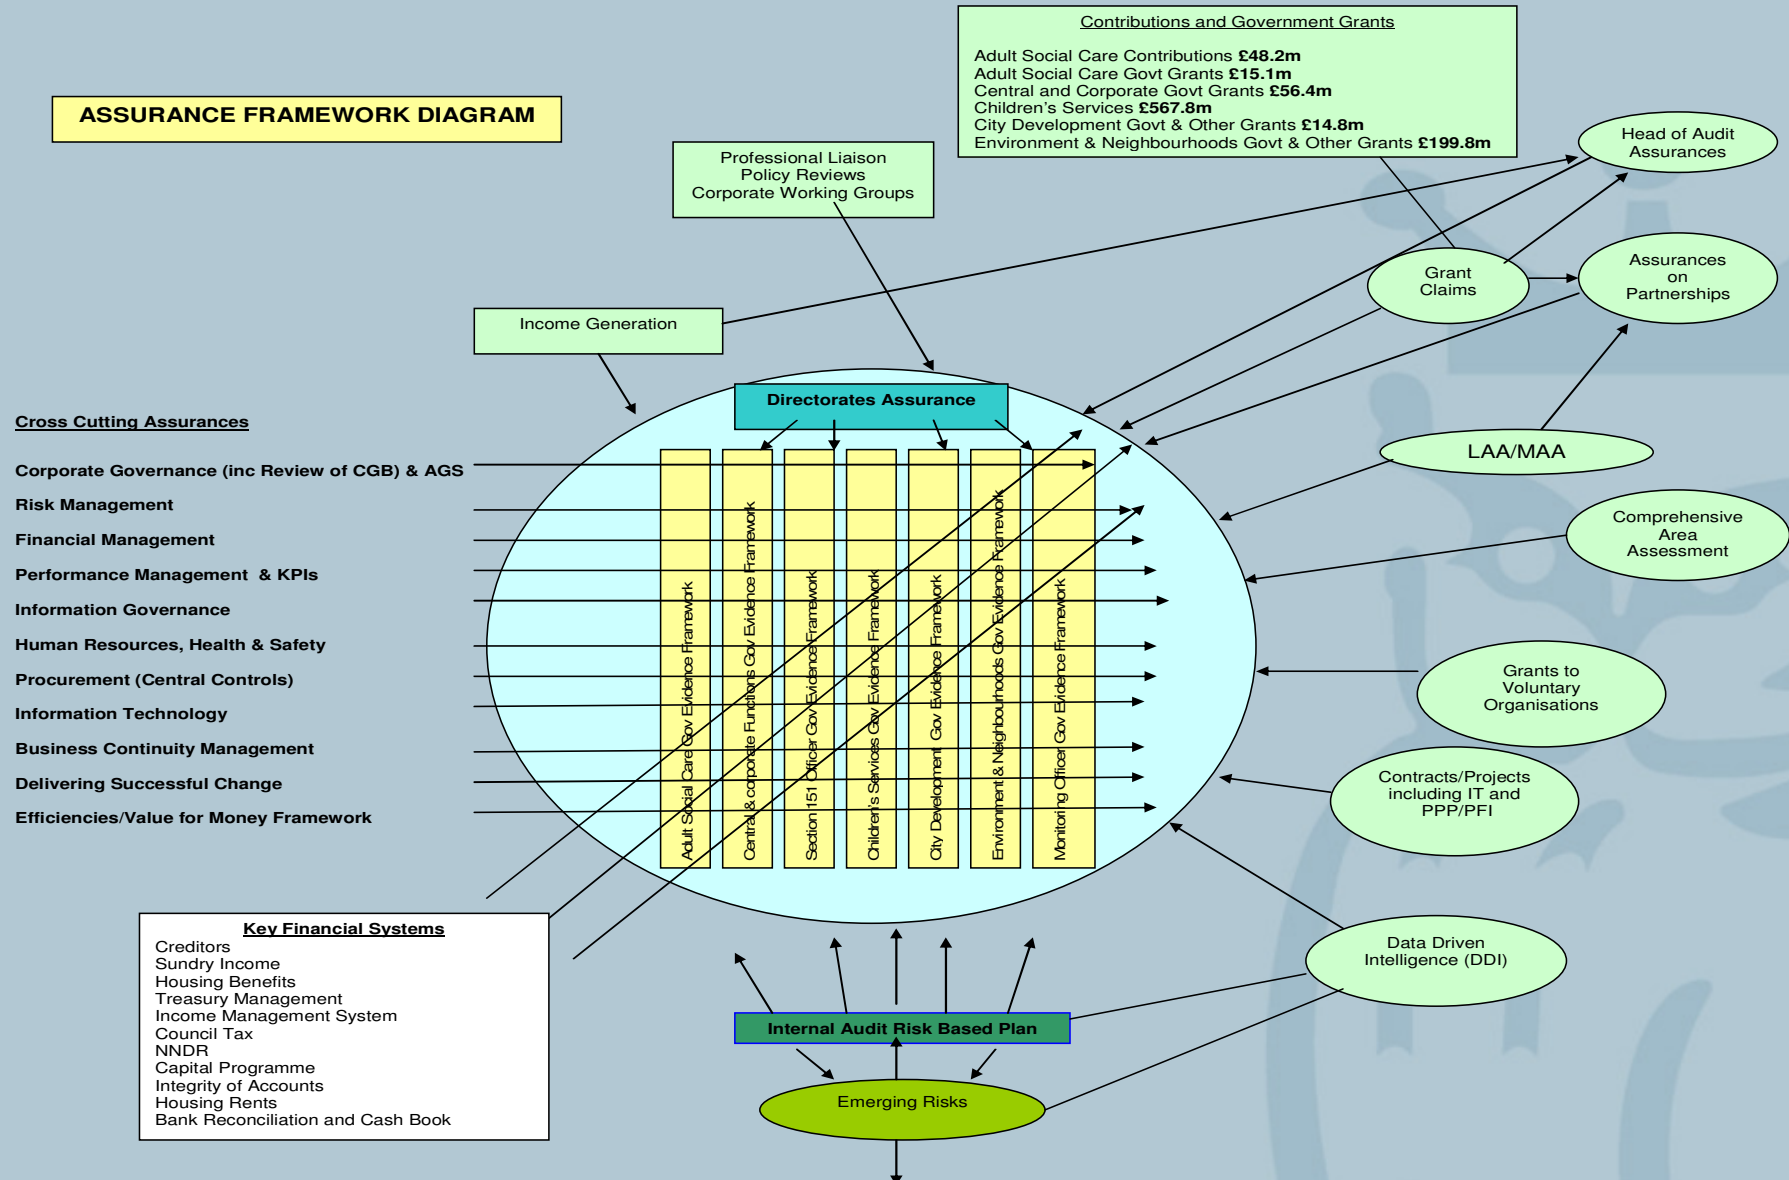 ASSURANCE FRAMEWORK DIAGRAM
Contributions and Government Grants
Adult Social Care Contributions £48.2m
Adult Social Care Govt Grants £15.1m
Central and Corporate Govt Grants £56.4m
Children's Services £567.8m
City Development Govt & Other Grants £14.8m
Environment & Neighbourhoods Govt & Other Grants £199.8m
Professional Liaison
Policy Reviews
Corporate Working Groups
Head of Audit
Assurances
Grant
Claims
Assurances
on
Partnerships
Income Generation
Directorates Assurance
LAA/MAA
Comprehensive
Area
Assessment
Grants to
Voluntary
Organisations
Contracts/Projects
including IT and
PPP/PFI
Data Driven
Intelligence (DDI)
Cross Cutting Assurances
Corporate Governance (inc Review of CGB) & AGS
Risk Management
Financial Management
Performance Management & KPIs
Information Governance
Human Resources, Health & Safety
Procurement (Central Controls)
Information Technology
Business Continuity Management
Delivering Successful Change
Efficiencies/Value for Money Framework
Adult Social Care Gov Evidence Framework
Central & corporate Functions Gov Evidence Framework
Section 151 Officer Gov Evidence Framework
Children's Services Gov Evidence Framework
City Development Gov Evidence Framework
Environment & Neighbourhoods Gov Evidence Framework
Monitoring Officer Gov Evidence Framework
Key Financial Systems
Creditors
Sundry Income
Housing Benefits
Treasury Management
Income Management System
Council Tax
NNDR
Capital Programme
Integrity of Accounts
Housing Rents
Bank Reconciliation and Cash Book
Internal Audit Risk Based Plan
Emerging Risks